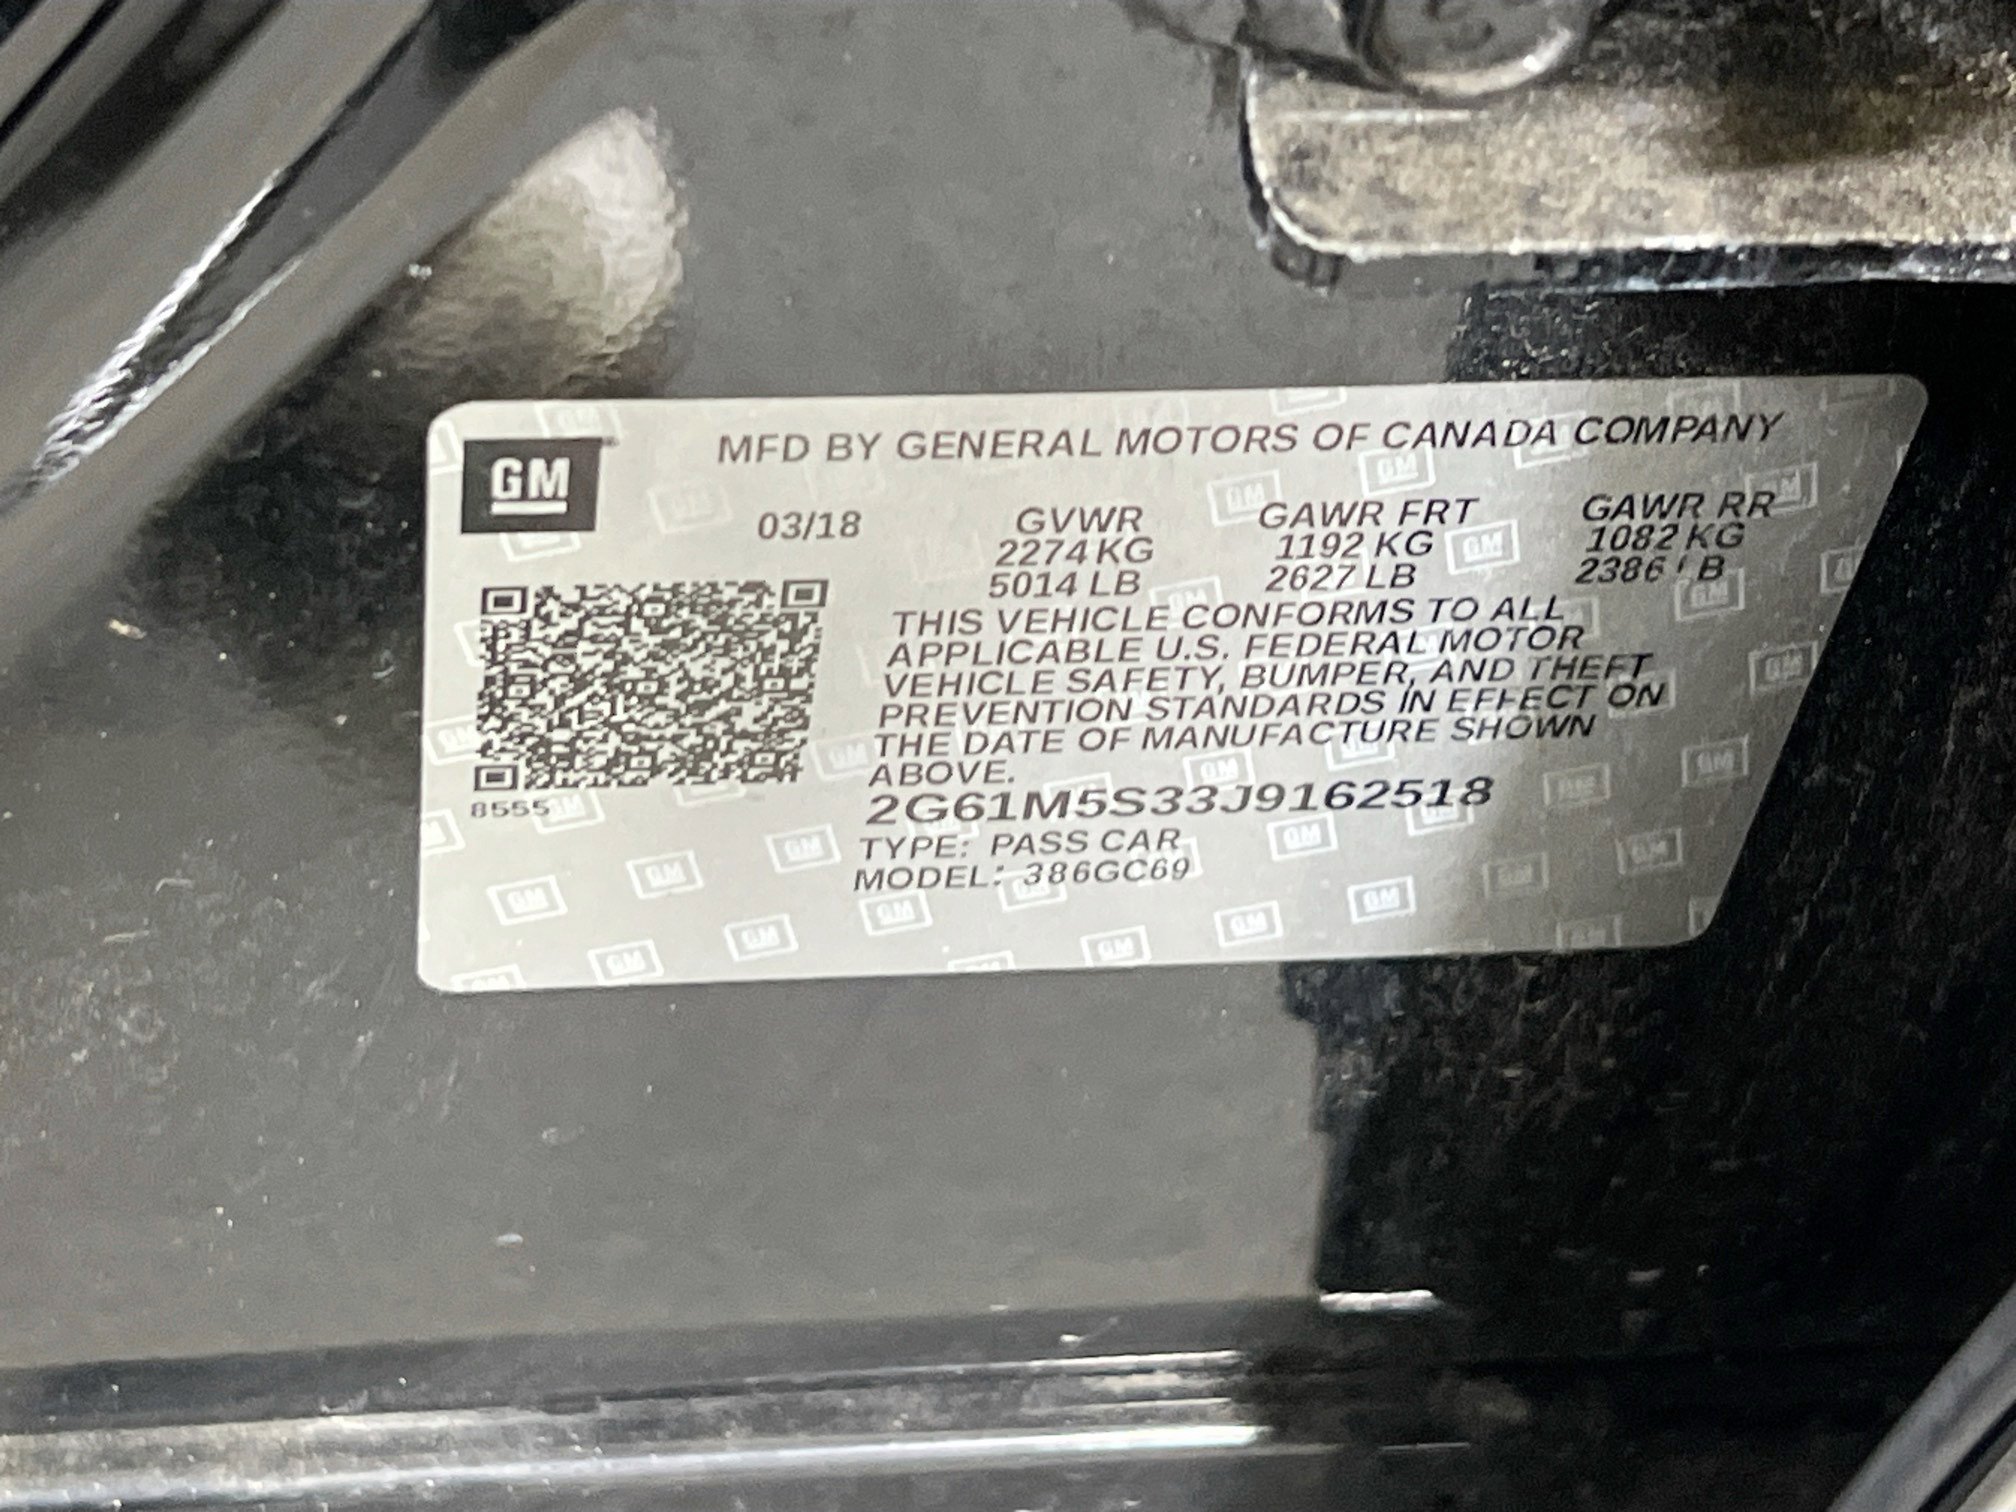 GM
MFD BY GENERAL MOTORS OF CANADA COMPANY
03/18 GVWR GAWR FRT GAWR RR
2274 KG 1192 KG 1082 KG
5014 LB 2627 LB 2386 LB
THIS VEHICLE CONFORMS TO ALL
APPLICABLE U.S. FEDERAL MOTOR
VEHICLE SAFETY, BUMPER, AND THEFT
PREVENTION STANDARDS IN EFFECT ON
THE DATE OF MANUFACTURE SHOWN
ABOVE.
8555
2G61M5S33J9162518
TYPE: PASS CAR
MODEL: 386GC69